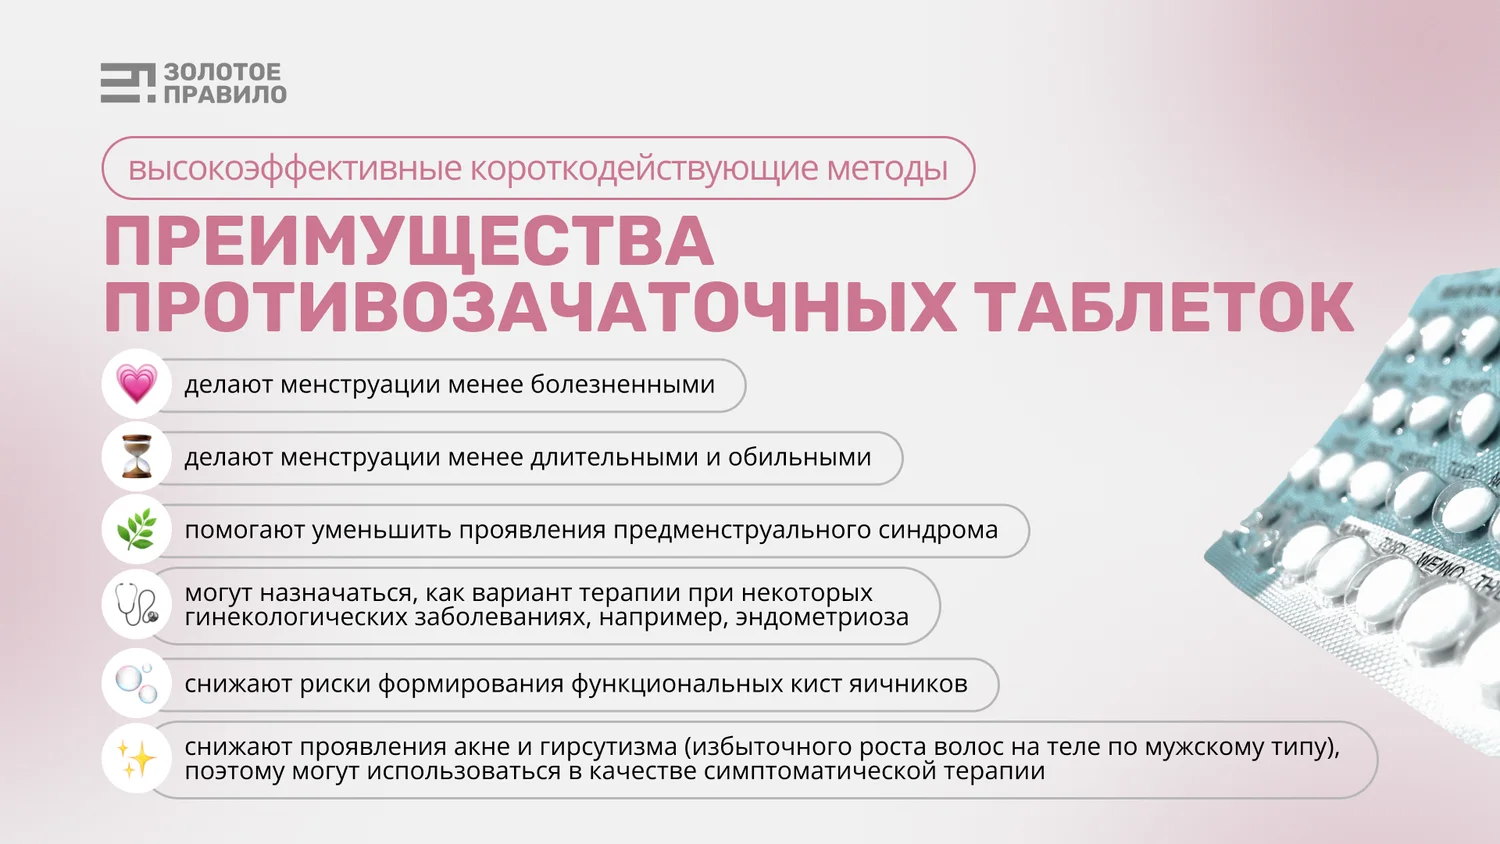 ЗОЛОТОЕ
ПРАВИЛО
высокоэффективные короткодействующие методы
ПРЕИМУЩЕСТВА
ПРОТИВОЗАЧАТОЧНЫХ ТАБЛЕТОК
делают менструации менее болезненными
делают менструации менее длительными и обильными
помогают уменьшить проявления предменструального синдрома
могут назначаться, как вариант терапии при некоторых
гинекологических заболеваниях, например, эндометриоза
снижают риски формирования функциональных кист яичников
снижают проявления акне и гирсутизма (избыточного роста волос на теле по мужскому типу),
поэтому могут использоваться в качестве симптоматической терапии